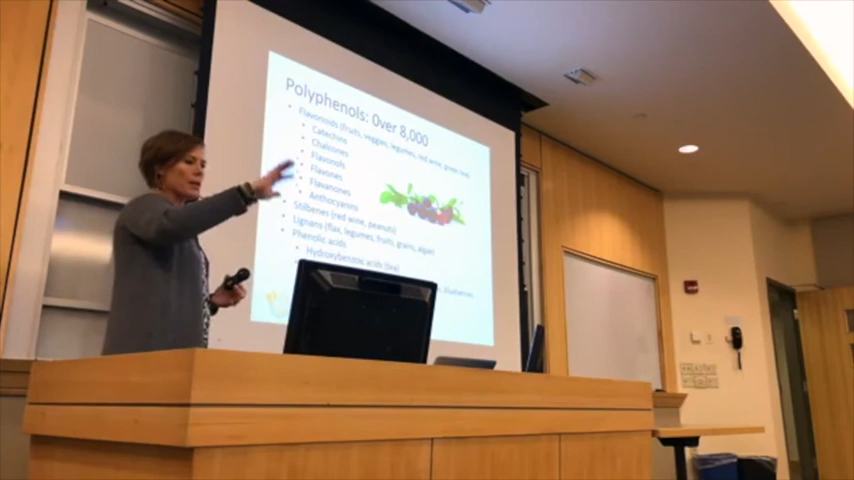 Polyphenols: Over 8,000
• Flavonoids (fruits, veggies, legumes, red wine, green tea)
• Catechins
• Chalcones
• Flavonols
• Flavones
• Flavanones
• Anthocyanins
• Stilbenes (red wine, peanuts)
• Lignans (flax, legumes, fruits, grains, algae)
• Phenolic acids
• Hydroxybenzoic acids (tea)
blueberries